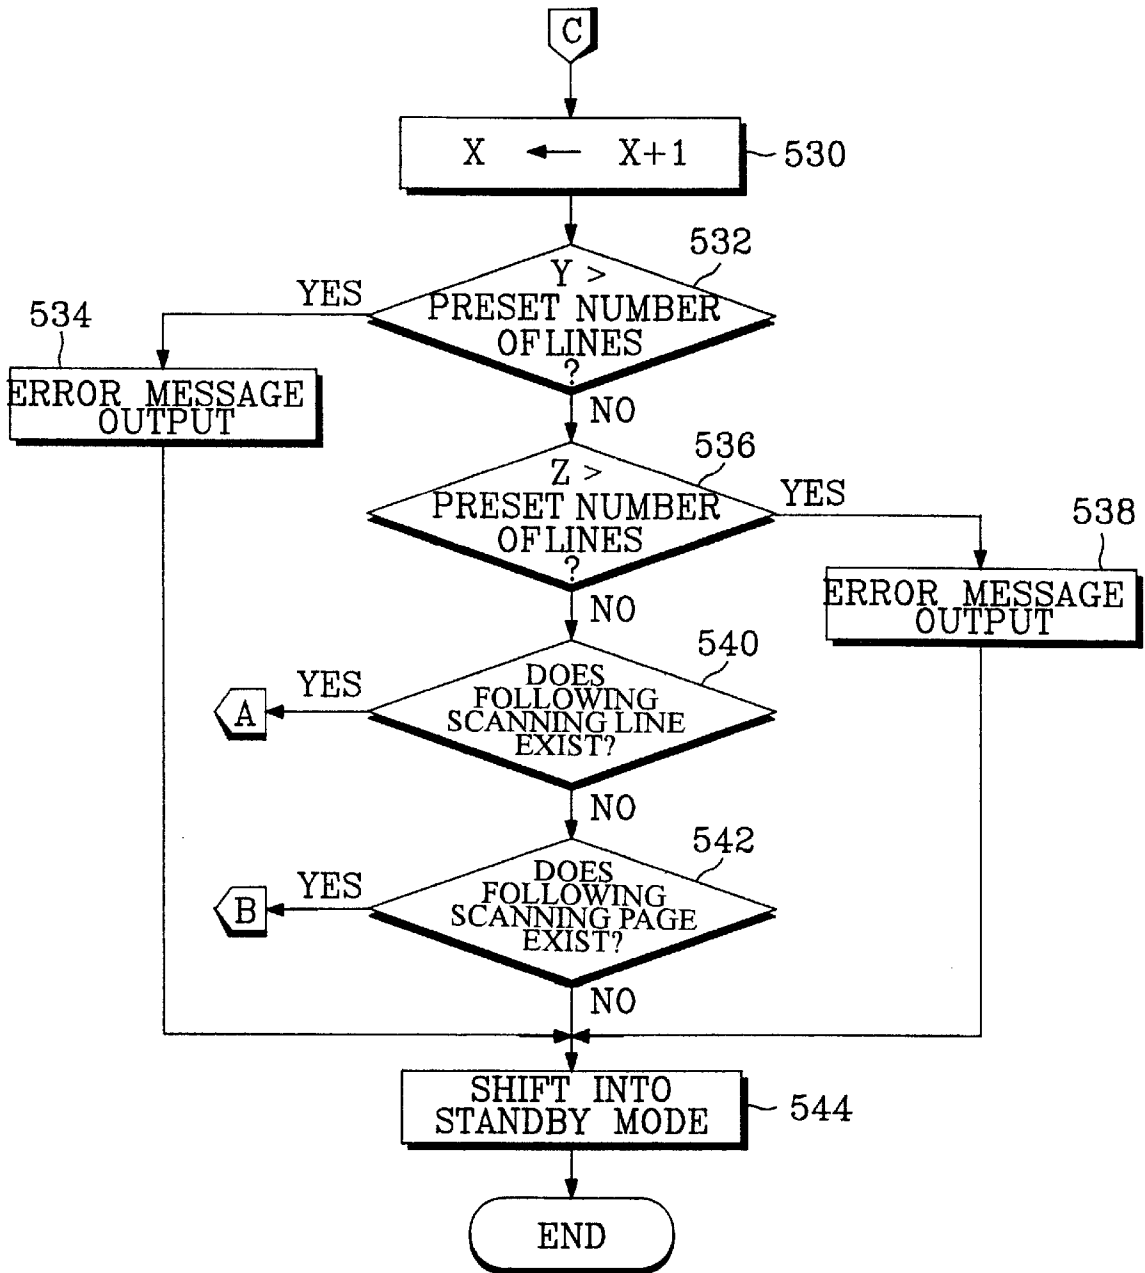 C
X ← X+1
530
532
Y >
PRESET NUMBER
OF LINES
?
YES
534
ERROR MESSAGE
OUTPUT
NO
536
Z >
PRESET NUMBER
OF LINES
?
YES
538
ERROR MESSAGE
OUTPUT
NO
540
DOES
FOLLOWING
SCANNING LINE
EXIST?
YES
A
NO
542
DOES
FOLLOWING
SCANNING PAGE
EXIST?
YES
B
NO
SHIFT INTO
STANDBY MODE
544
END